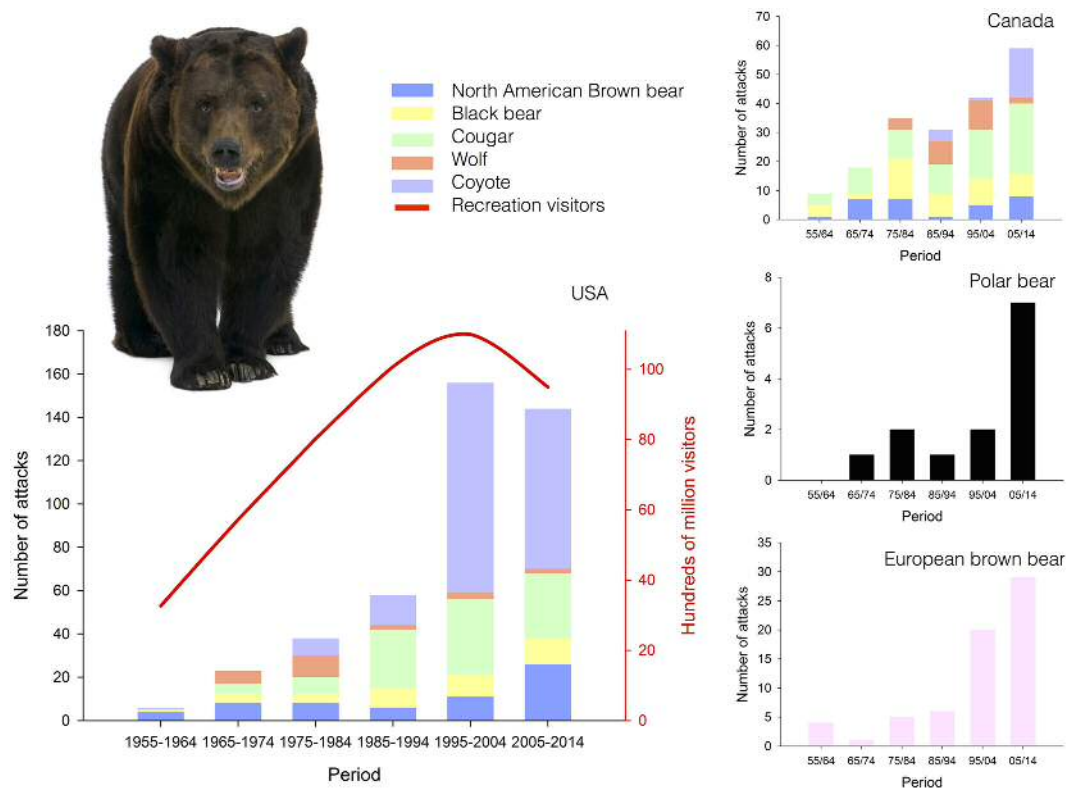 North American Brown bear
Black bear
Cougar
Wolf
Coyote
Recreation visitors
USA
Number of attacks
180
160
140
120
100
80
60
40
20
0
1955-1964 1965-1974 1975-1984 1985-1994 1995-2004 2005-2014
Period
Hundreds of million visitors
100
80
60
40
20
0
Canada
Number of attacks
70
60
50
40
30
20
10
0
55/64 65/74 75/84 85/94 95/04 05/14
Period
Polar bear
Number of attacks
8
6
4
2
0
55/64 65/74 75/84 85/94 95/04 05/14
Period
European brown bear
Number of attacks
35
30
25
20
15
10
5
0
55/64 65/74 75/84 85/94 95/04 05/14
Period